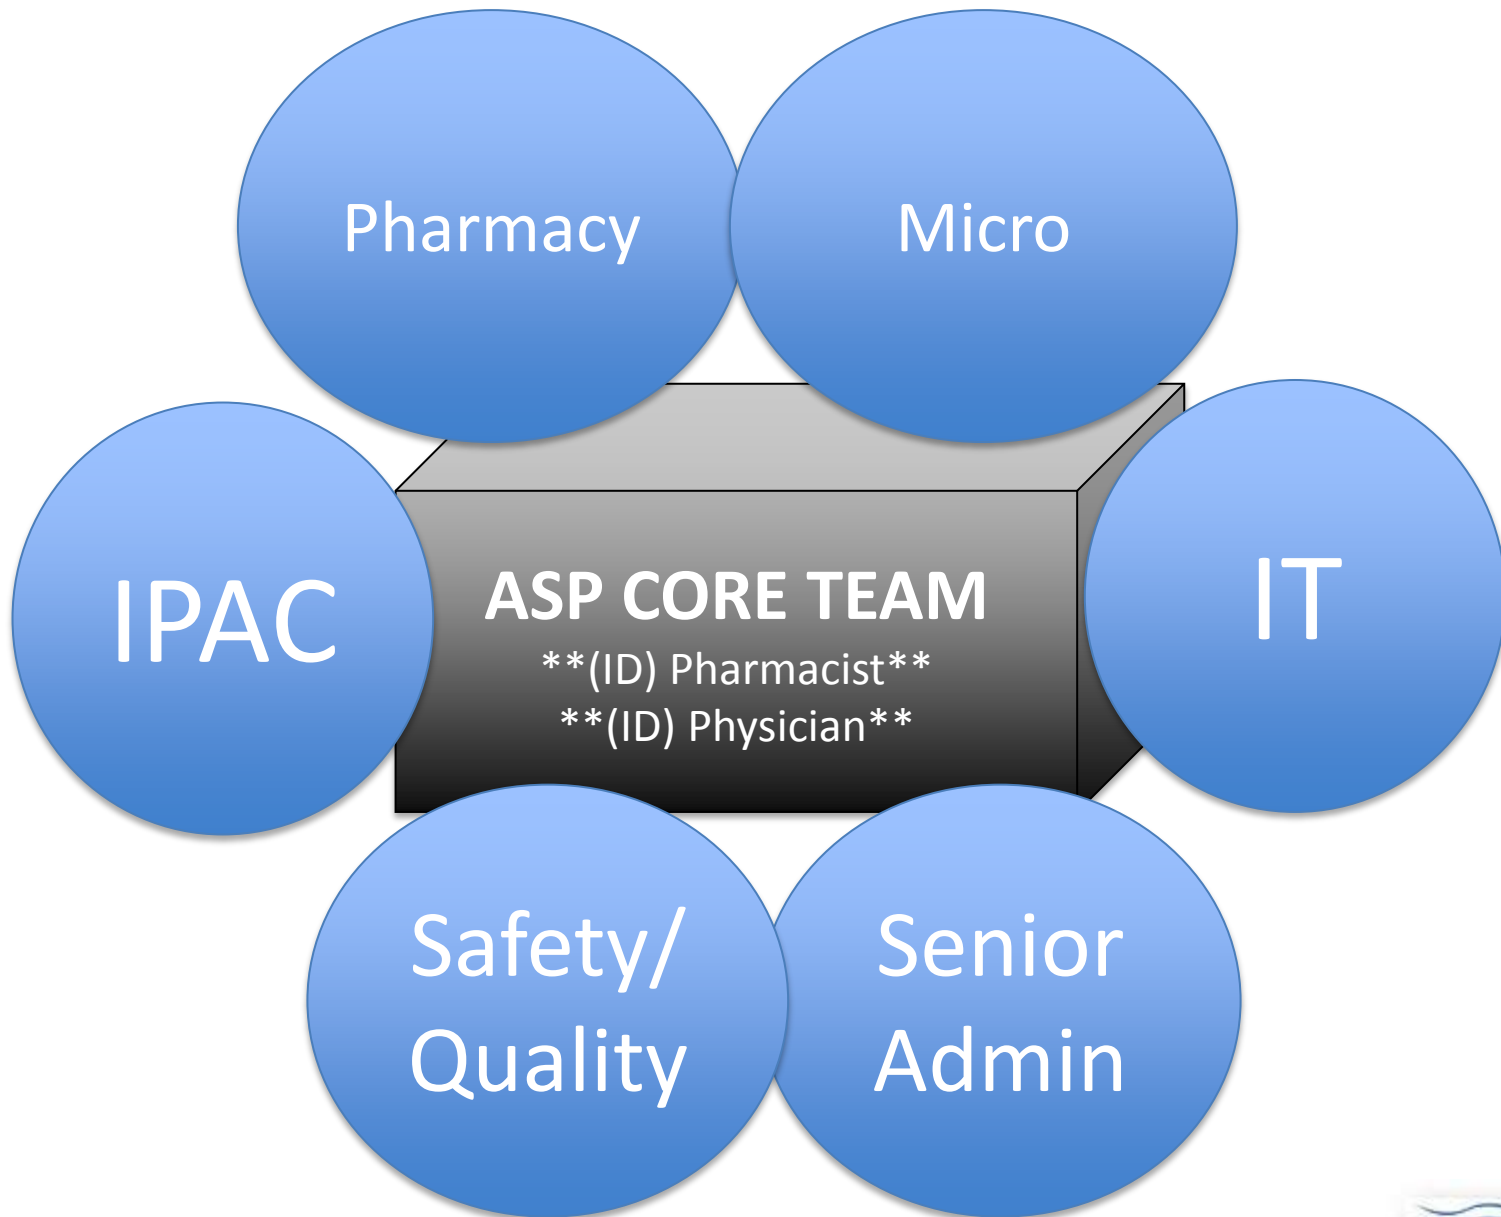 Pharmacy
Micro
IPAC
ASP CORE TEAM
**(ID) Pharmacist**
**(ID) Physician**
IT
Safety/
Quality
Senior
Admin